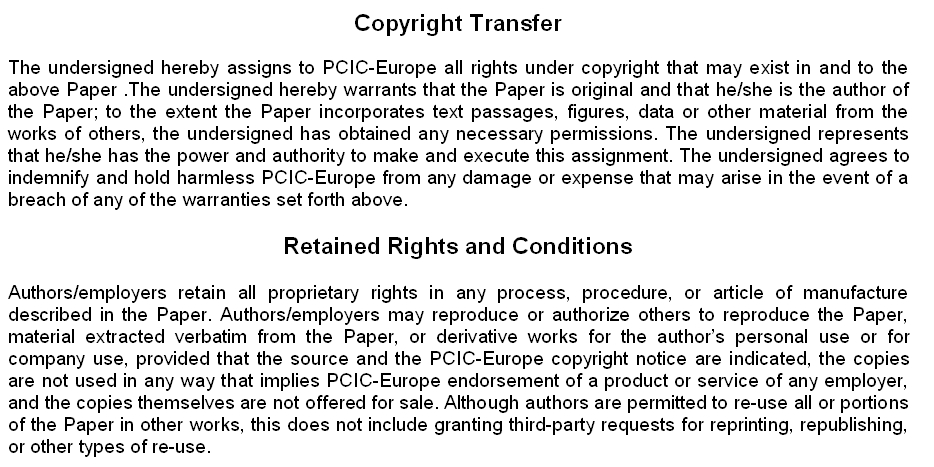 Copyright Transfer
The undersigned hereby assigns to PCIC-Europe all rights under copyright that may exist in and to the
above Paper .The undersigned hereby warrants that the Paper is original and that he/she is the author of
the Paper; to the extent the Paper incorporates text passages, figures, data or other material from the
works of others, the undersigned has obtained any necessary permissions. The undersigned represents
that he/she has the power and authority to make and execute this assignment. The undersigned agrees to
indemnify and hold harmless PCIC-Europe from any damage or expense that may arise in the event of a
breach of any of the warranties set forth above.
Retained Rights and Conditions
Authors/employers retain all proprietary rights in any process, procedure, or article of manufacture
described in the Paper. Authors/employers may reproduce or authorize others to reproduce the Paper,
material extracted verbatim from the Paper, or derivative works for the author's personal use or for
company use, provided that the source and the PCIC-Europe copyright notice are indicated, the copies
are not used in any way that implies PCIC-Europe endorsement of a product or service of any employer,
and the copies themselves are not offered for sale. Although authors are permitted to re-use all or portions
of the Paper in other works, this does not include granting third-party requests for reprinting, republishing,
or other types of re-use.